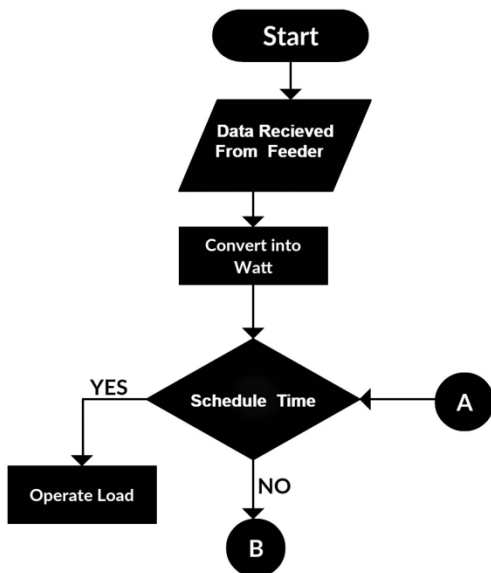 Start
Data Recieved
From Feeder
Convert into
Watt
YES
Schedule Time
A
Operate Load
NO
B